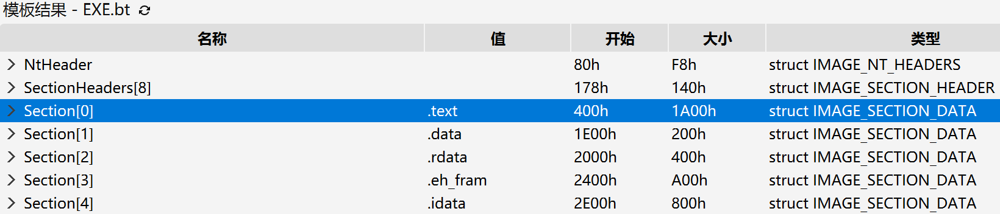 模板结果 - EXE.bt
名称 值 开始 大小 类型
NtHeader 80h F8h struct IMAGE_NT_HEADERS
SectionHeaders[8] 178h 140h struct IMAGE_SECTION_HEADER
Section[0] .text 400h 1A00h struct IMAGE_SECTION_DATA
Section[1] .data 1E00h 200h struct IMAGE_SECTION_DATA
Section[2] .rdata 2000h 400h struct IMAGE_SECTION_DATA
Section[3] .eh_fram 2400h A00h struct IMAGE_SECTION_DATA
Section[4] .idata 2E00h 800h struct IMAGE_SECTION_DATA